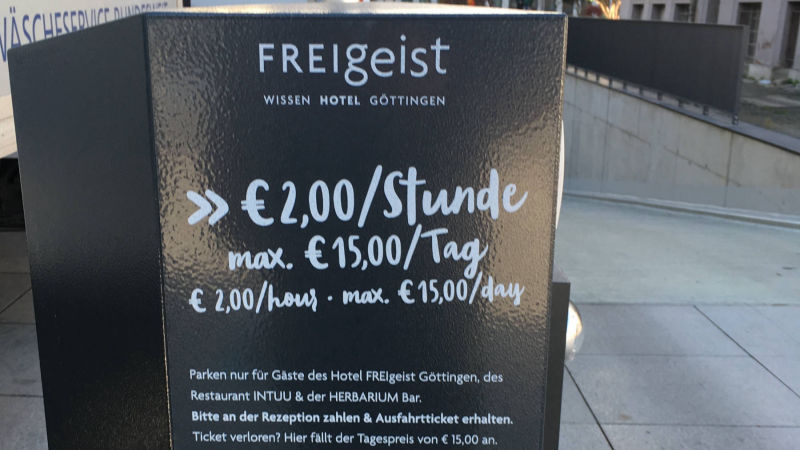 WÄSCHESERVICE
FREIgeist
WISSEN HOTEL GÖTTINGEN
» € 2,00/Stunde
max. € 15,00/Tag
€ 2,00/hour · max. € 15,00/day
Parken nur für Gäste des Hotel FREIgeist Göttingen, des
Restaurant INTUU & der HERBARIUM Bar.
Bitte an der Rezeption zahlen & Ausfahrtticket erhalten.
Ticket verloren? Hier fällt der Tagespreis von € 15,00 an.